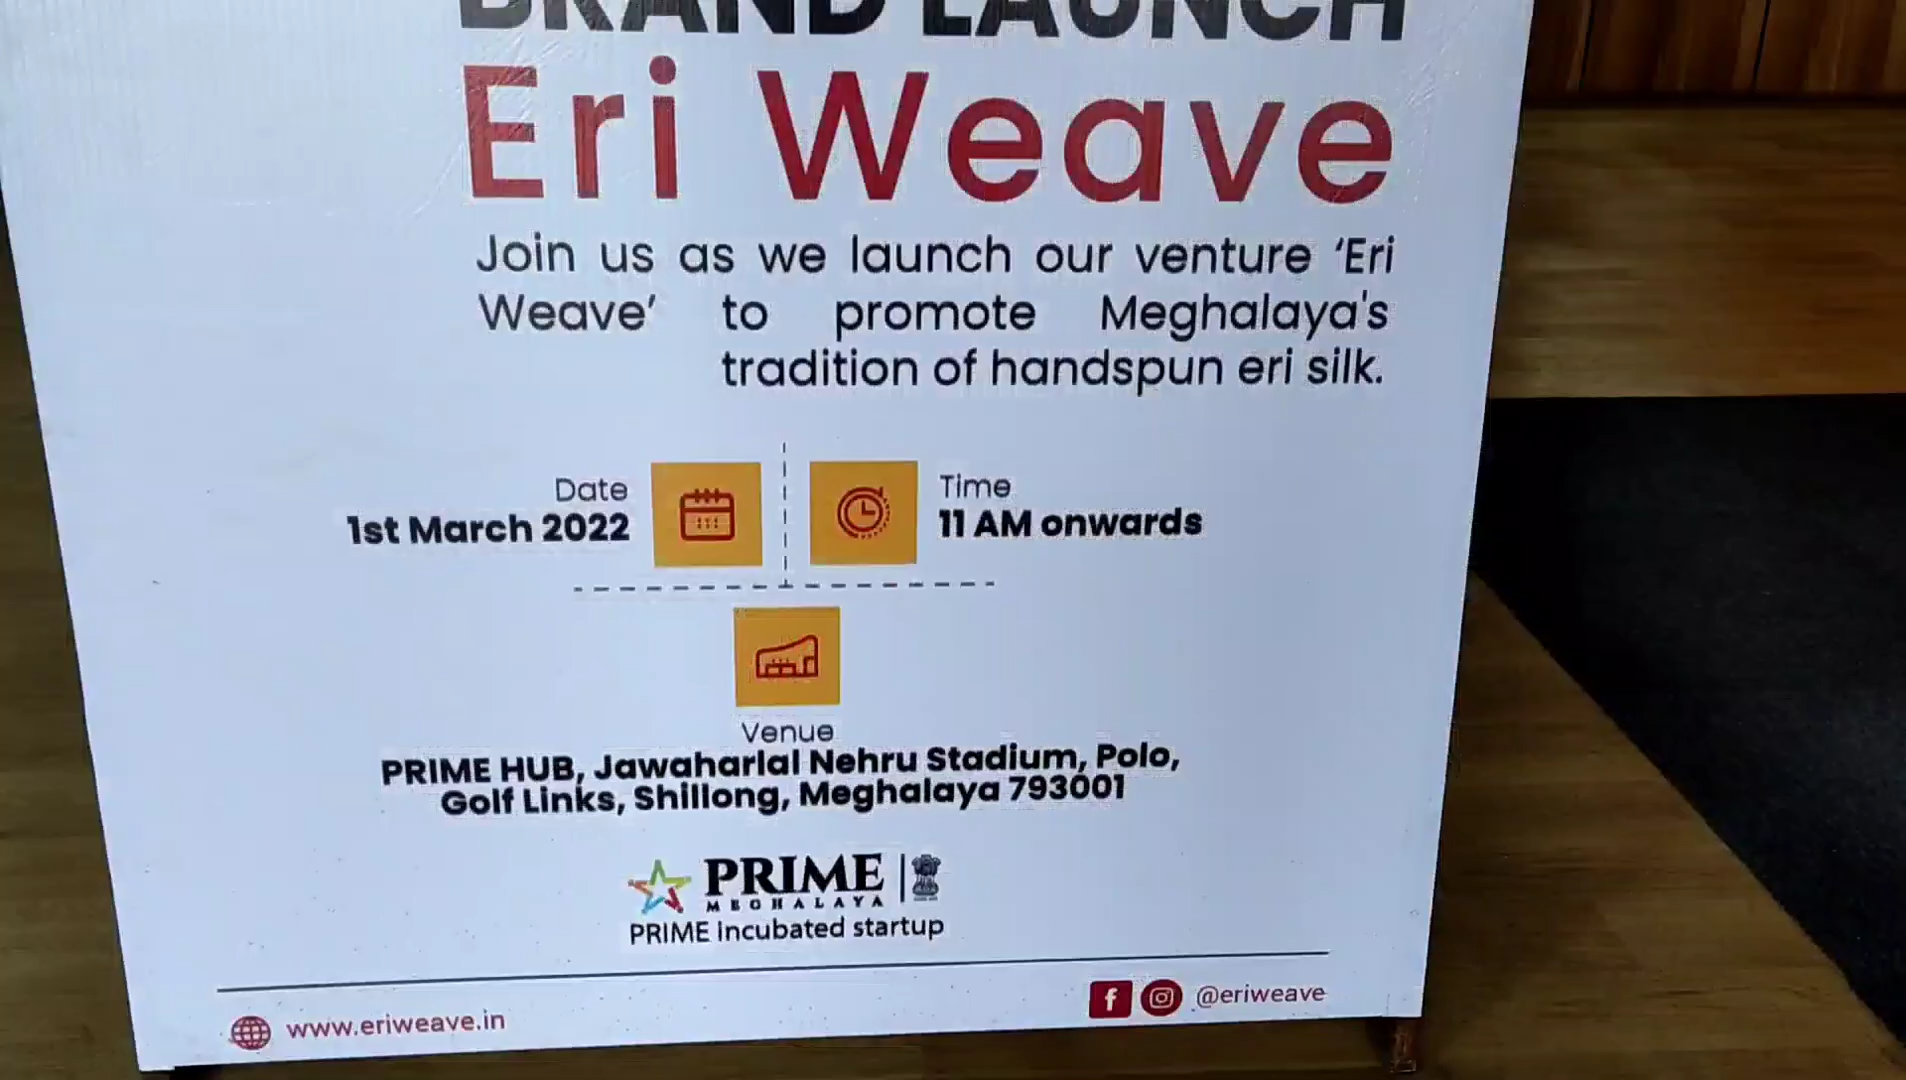 BRAND LAUNCH
Eri Weave
Join us as we launch our venture ‘Eri
Weave’ to promote Meghalaya's
tradition of handspun eri silk.
Date
1st March 2022
Time
11 AM onwards
Venue
PRIME HUB, Jawaharlal Nehru Stadium, Polo,
Golf Links, Shillong, Meghalaya 793001
PRIME
MEGHALAYA
PRIME incubated startup
www.eriweave.in
@eriweave